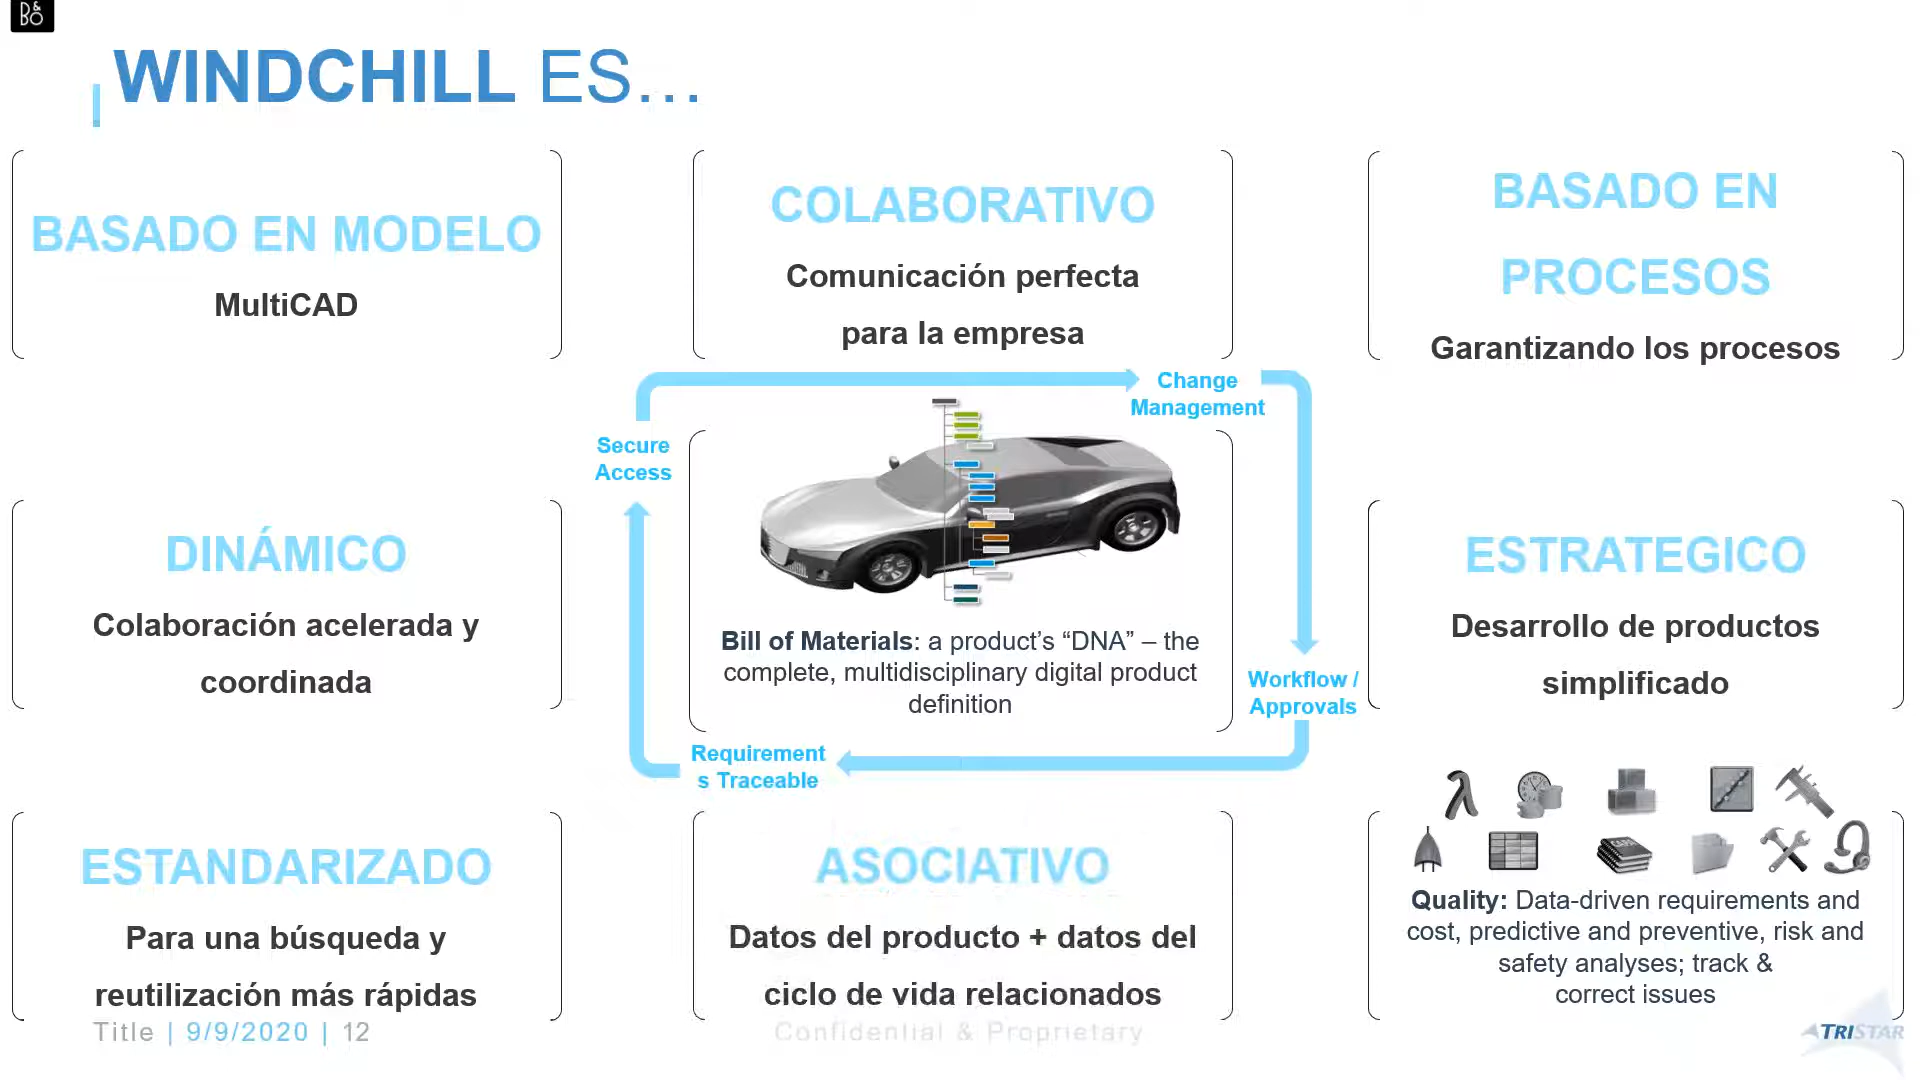 B&O
WINDCHILL ES...
BASADO EN MODELO
MultiCAD
COLABORATIVO
Comunicación perfecta
para la empresa
BASADO EN
PROCESOS
Garantizando los procesos
Change
Management
Secure
Access
DINÁMICO
Colaboración acelerada y
coordinada
Bill of Materials: a product’s “DNA” – the
complete, multidisciplinary digital product
definition
ESTRATEGICO
Desarrollo de productos
simplificado
Workflow /
Approvals
Requirement
s Traceable
ESTANDARIZADO
Para una búsqueda y
reutilización más rápidas
ASOCIATIVO
Datos del producto + datos del
ciclo de vida relacionados
CAPA
Quality: Data-driven requirements and
cost, predictive and preventive, risk and
safety analyses; track &
correct issues
Title | 9/9/2020 | 12
Confidential & Proprietary
TRISTAR